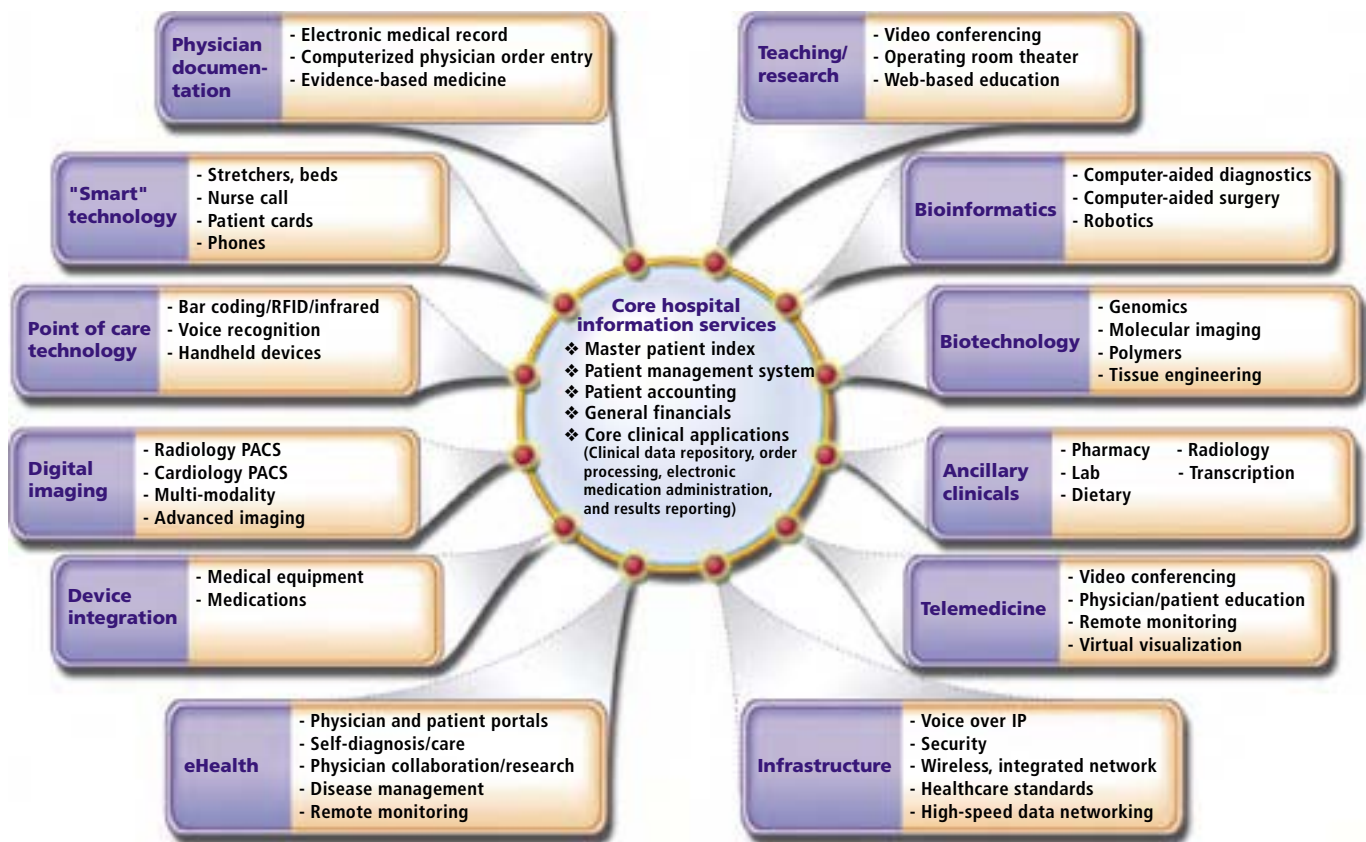 Physician
documen-
tation
- Electronic medical record
- Computerized physician order entry
- Evidence-based medicine
Teaching/
research
- Video conferencing
- Operating room theater
- Web-based education
"Smart"
technology
- Stretchers, beds
- Nurse call
- Patient cards
- Phones
Bioinformatics
- Computer-aided diagnostics
- Computer-aided surgery
- Robotics
Point of care
technology
- Bar coding/RFID/infrared
- Voice recognition
- Handheld devices
Core hospital
information services
❖ Master patient index
❖ Patient management system
❖ Patient accounting
❖ General financials
❖ Core clinical applications
(Clinical data repository, order
processing, electronic
medication administration,
and results reporting)
Biotechnology
- Genomics
- Molecular imaging
- Polymers
- Tissue engineering
Digital
imaging
- Radiology PACS
- Cardiology PACS
- Multi-modality
- Advanced imaging
Ancillary
clinicals
- Pharmacy - Radiology
- Lab - Transcription
- Dietary
Device
integration
- Medical equipment
- Medications
Telemedicine
- Video conferencing
- Physician/patient education
- Remote monitoring
- Virtual visualization
eHealth
- Physician and patient portals
- Self-diagnosis/care
- Physician collaboration/research
- Disease management
- Remote monitoring
Infrastructure
- Voice over IP
- Security
- Wireless, integrated network
- Healthcare standards
- High-speed data networking